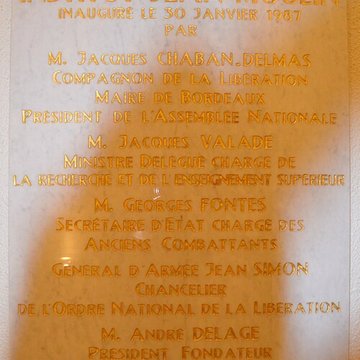 INAUGURÉ LE 30 JANVIER 1987
PAR
M. JACQUES CHABAN-DELMAS
COMPAGNON DE LA LIBÉRATION
MAIRE DE BORDEAUX
PRÉSIDENT DE L'ASSEMBLÉE NATIONALE
M. JACQUES VALADE
MINISTRE DÉLÉGUÉ CHARGÉ DE
LA RECHERCHE ET DE L'ENSEIGNEMENT SUPÉRIEUR
M. GEORGES FONTES
SECRÉTAIRE D'ÉTAT CHARGÉ DES
ANCIENS COMBATTANTS
GÉNÉRAL D'ARMÉE JEAN SIMON
CHANCELIER
DE L'ORDRE NATIONAL DE LA LIBÉRATION
M. ANDRÉ DELAGE
PRÉSIDENT FONDATEUR